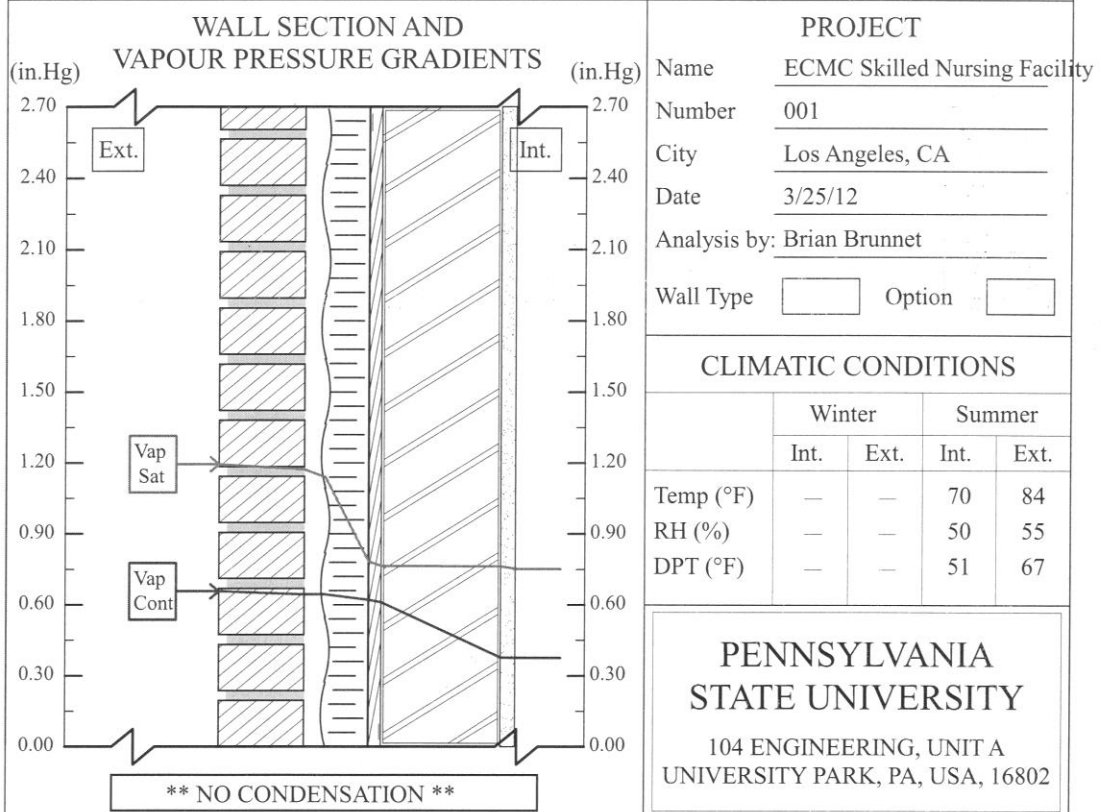 WALL SECTION AND
VAPOUR PRESSURE GRADIENTS
(in.Hg)
(in.Hg)
2.70
2.40
2.10
1.80
1.50
1.20
0.90
0.60
0.30
0.00
Ext.
Int.
Vap
Sat
Vap
Cont
2.70
2.40
2.10
1.80
1.50
1.20
0.90
0.60
0.30
0.00
** NO CONDENSATION **
PROJECT
Name ECMC Skilled Nursing Facility
Number 001
City Los Angeles, CA
Date 3/25/12
Analysis by: Brian Brunnet
Wall Type Option
CLIMATIC CONDITIONS
Winter Summer
Int. Ext. Int. Ext.
Temp (°F) — — 70 84
RH (%) — — 50 55
DPT (°F) — — 51 67
PENNSYLVANIA
STATE UNIVERSITY
104 ENGINEERING, UNIT A
UNIVERSITY PARK, PA, USA, 16802